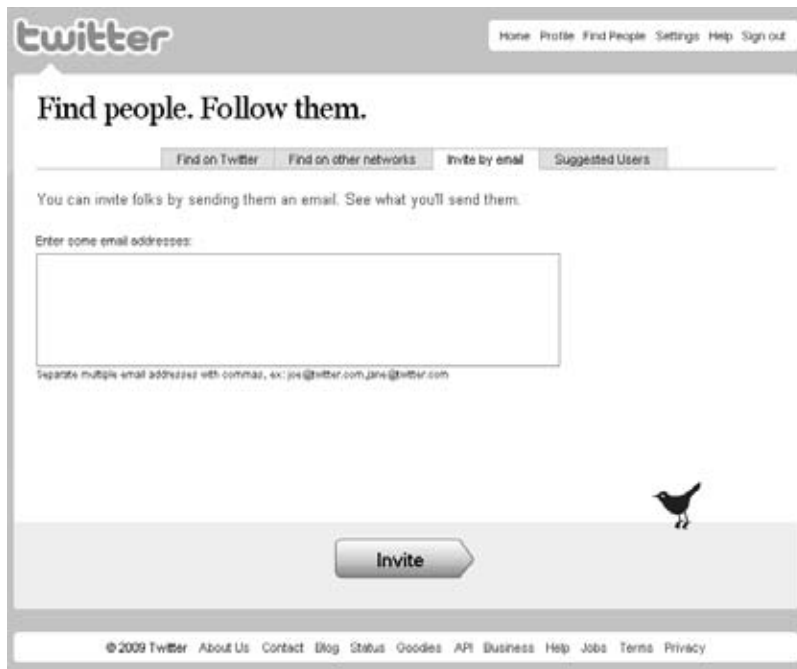 twitter
Home Profile Find People Settings Help Sign out
Find people. Follow them.
Find on Twitter Find on other networks Invite by email Suggested Users
You can invite folks by sending them an email. See what you'll send them.
Enter some email addresses:
Separate multiple email addresses with commas, ex: joe@twitter.com,jane@twitter.com
Invite
© 2009 Twitter About Us Contact Blog Status Goodies API Business Help Jobs Terms Privacy